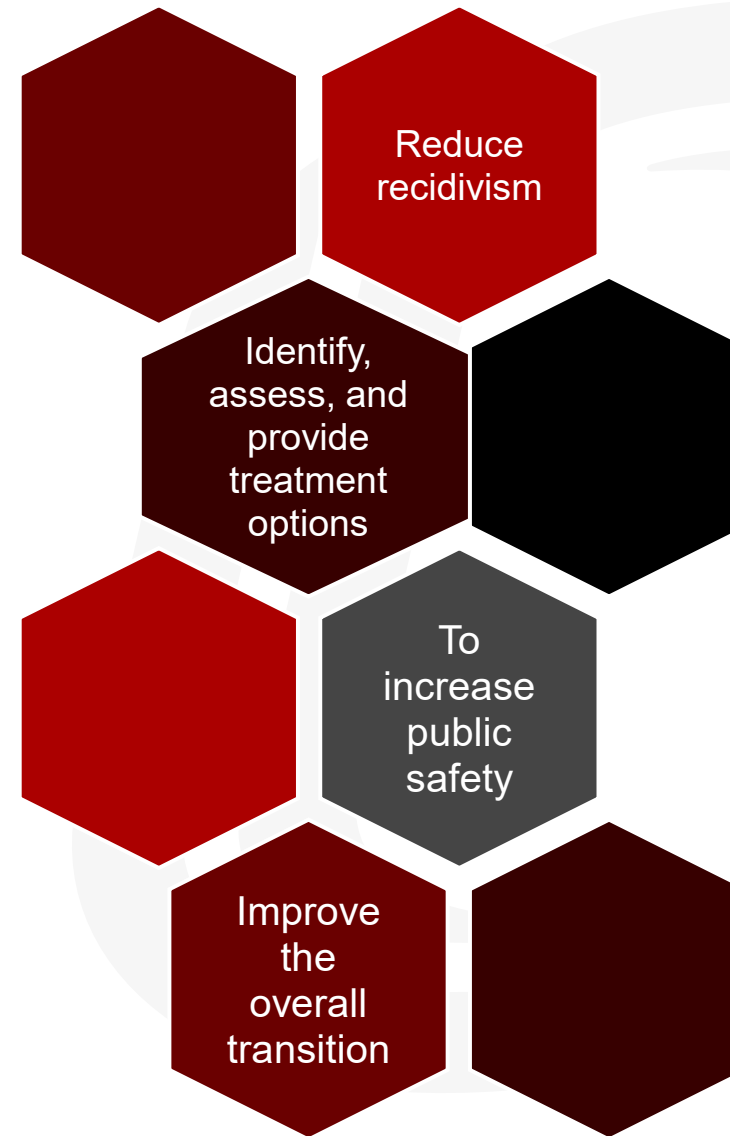 Reduce
recidivism
Identify,
assess, and
provide
treatment
options
To
increase
public
safety
Improve
the
overall
transition